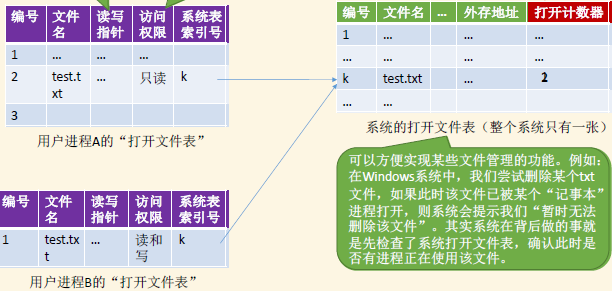 编号 文件名 读写指针 访问权限 系统表索引号
1 ... ... ...
2 test.txt ... 只读 k
3
用户进程A的“打开文件表”
编号 文件名 读写指针 访问权限 系统表索引号
1 test.txt ... 读和写 k
用户进程B的“打开文件表”
编号 文件名 ... 外存地址 打开计数器
1 ... ... ...
... ... ... ...
k test.txt ... 2
... ...
系统的打开文件表（整个系统只有一张）
可以方便实现某些文件管理的功能。例如：
在Windows系统中，我们尝试删除某个txt
文件，如果此时该文件已被某个“记事本”
进程打开，则系统会提示我们“暂时无法
删除该文件”。其实系统在背后做的事就
是先检查了系统打开文件表，确认此时是
否有进程正在使用该文件。